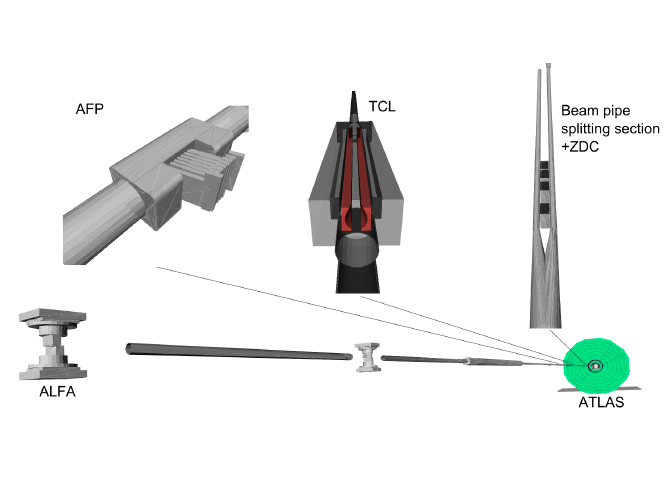 AFP
TCL
Beam pipe
splitting section
+ZDC
ALFA
ATLAS